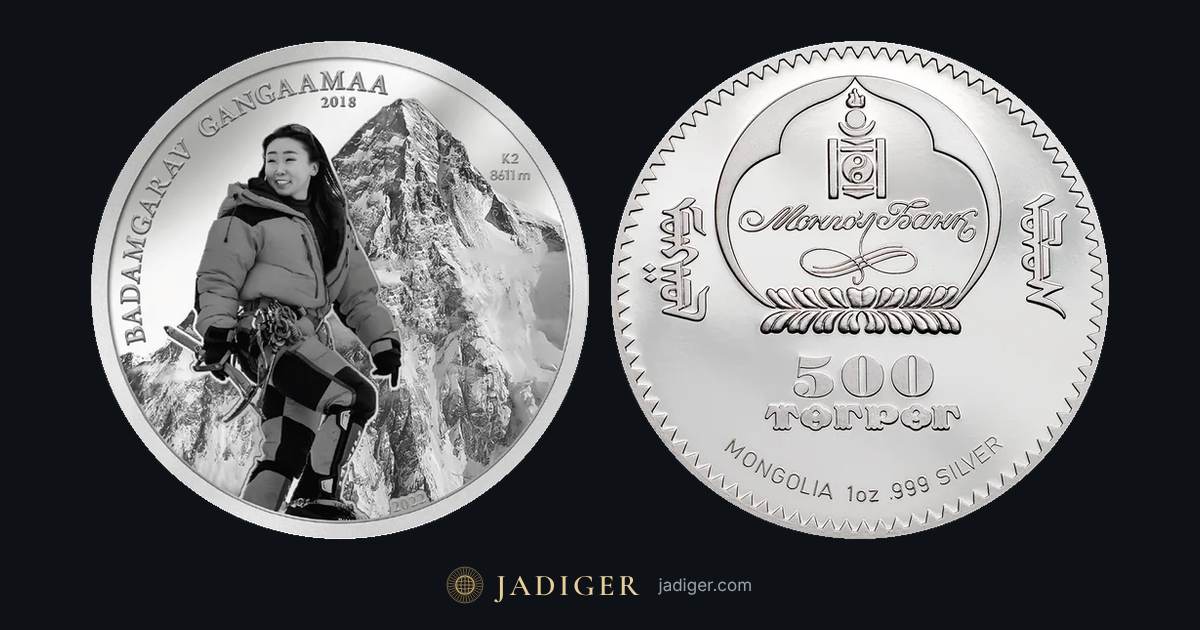 BADAMGARAV GANGAAMAA
2018
K2
8611 m
2022
Монгол Банк
500
ТӨГРӨГ
MONGOLIA 1oz .999 SILVER
JADIGER
jadiger.com